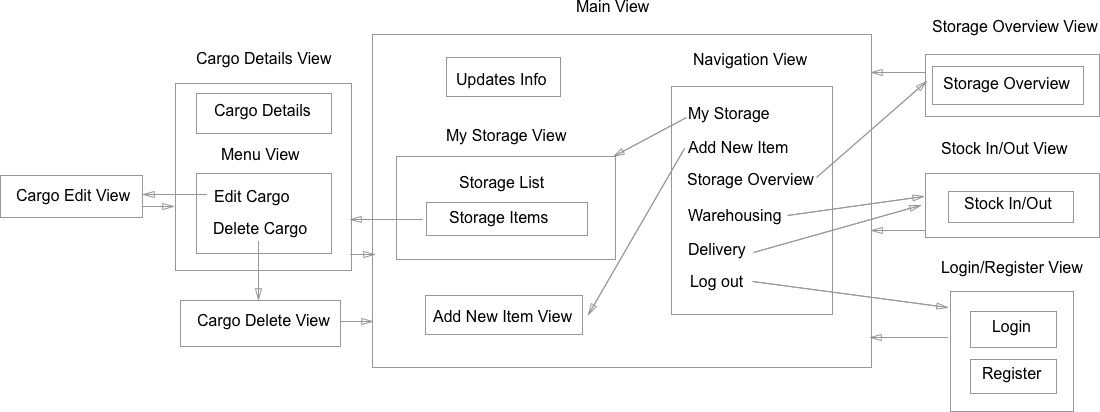 Main View
Storage Overview View
Cargo Details View
Updates Info
Navigation View
Storage Overview
Cargo Details
My Storage
My Storage View
Menu View
Add New Item
Stock In/Out View
Storage List
Storage Overview
Cargo Edit View
Edit Cargo
Storage Items
Warehousing
Stock In/Out
Delete Cargo
Delivery
Login/Register View
Log out
Cargo Delete View
Add New Item View
Login
Register